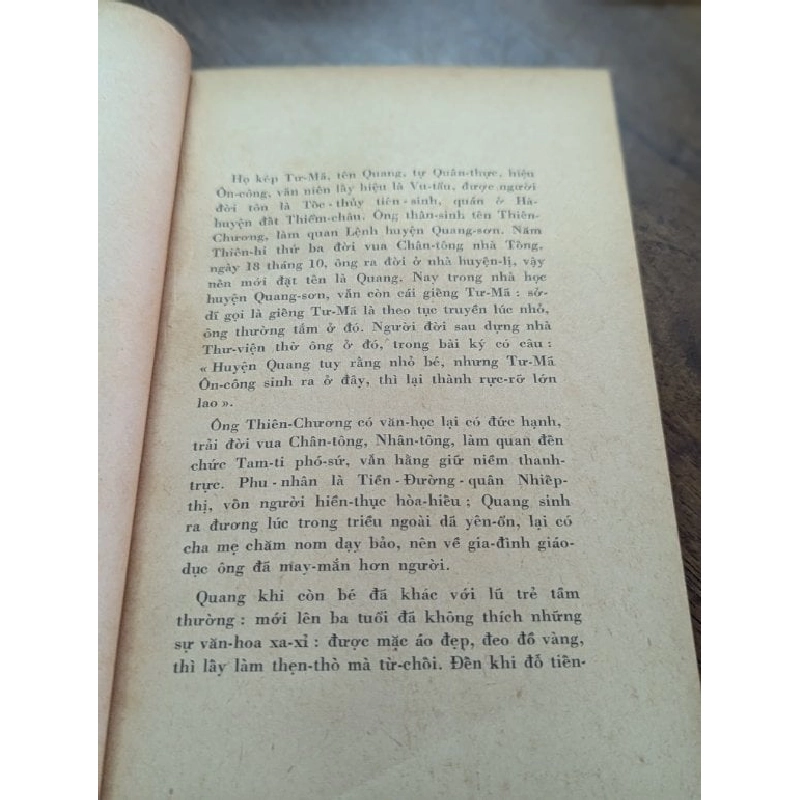 Họ kép Tư-Mã, tên Quang, tự Quân-thực, hiệu
Ôn-công, văn niên lấy hiệu là Vu-tẩu, được người
đời tôn là Tốc-thủy tiên-sinh, quán ở Hà-
huyện đất Thiểm-châu. Ông thân-sinh tên Thiên-
Chương, làm quan Lệnh huyện Quang-sơn. Năm
Thiên-hi thứ ba đời vua Chân-tông nhà Tống,
ngày 18 tháng 10, ông ra đời ở nhà huyện-lị, vậy
nên mới đạt tên là Quang. Nay trong nhà học
huyện Quang-sơn, vẫn còn cái giếng Tư-Mã : sở-
dĩ gọi là giếng Tư-Mã là theo tục truyền lúc nhỏ,
ông thường tắm ở đó. Người đời sau dựng nhà
Thư-viện thờ ông ở đó, trong bài ký có câu :
« Huyện Quang tuy rằng nhỏ bé, nhưng Tư-Mã
Ôn-công sinh ra ở đây, thì lại thành rực-rỡ lớn
lao ».
Ông Thiên-Chương có văn-học lại có đức hạnh,
trải đời vua Chân-tông, Nhân-tông, làm quan đến
chức Tam-ti phó-sứ, vẫn hằng giữ niềm thanh-
trực. Phu-nhân là Tiền-Đường-quân Nhiếp-
thị, vốn người hiền-thục hòa-hiếu ; Quang sinh
ra đương lúc trong triều ngoài dã yên-ổn, lại có
cha mẹ chăm nom dạy bảo, nên về gia-đình giáo-
dục ông đã may-mắn hơn người.
Quang khi còn bé đã khác với lũ trẻ tầm
thường : mới lên ba tuổi đã không thích những
sự văn-hoa xa-xỉ : được mặc áo đẹp, đeo đồ vàng,
thì lấy làm thẹn-thò mà từ-chối. Đến khi đỗ tiến-